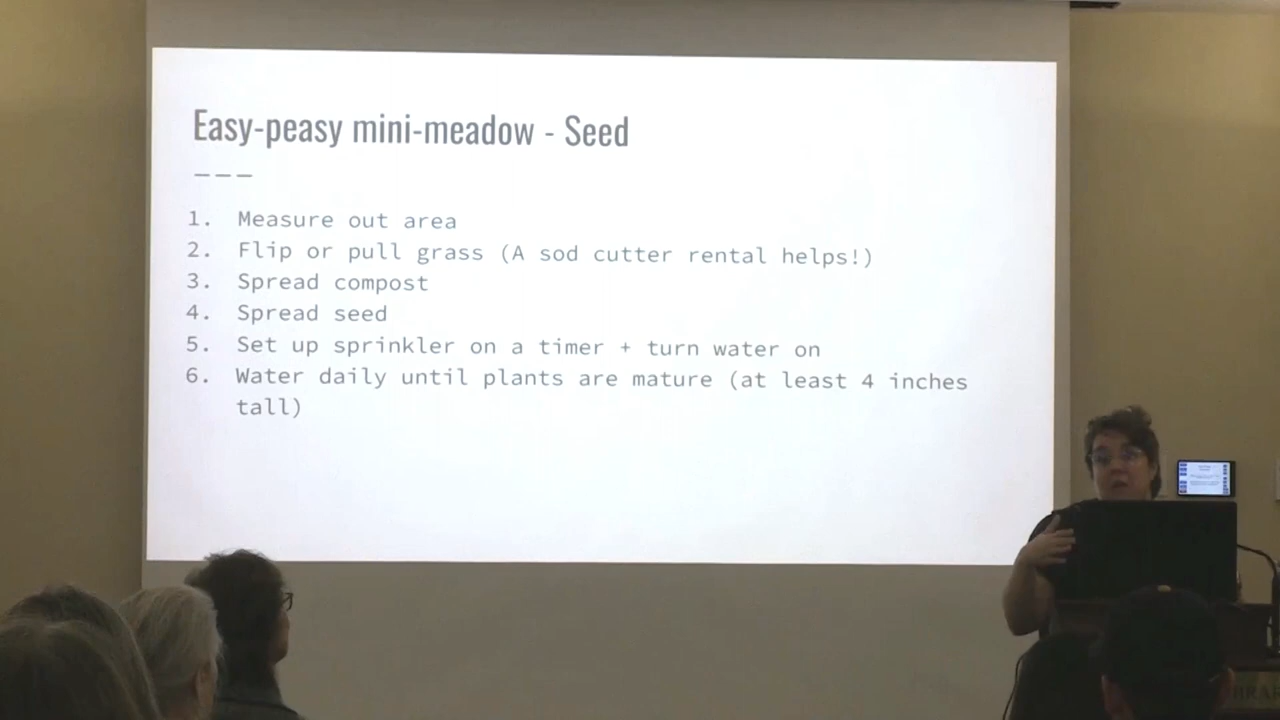 Easy-peasy mini-meadow - Seed
---
1. Measure out area
2. Flip or pull grass (A sod cutter rental helps!)
3. Spread compost
4. Spread seed
5. Set up sprinkler on a timer + turn water on
6. Water daily until plants are mature (at least 4 inches
tall)